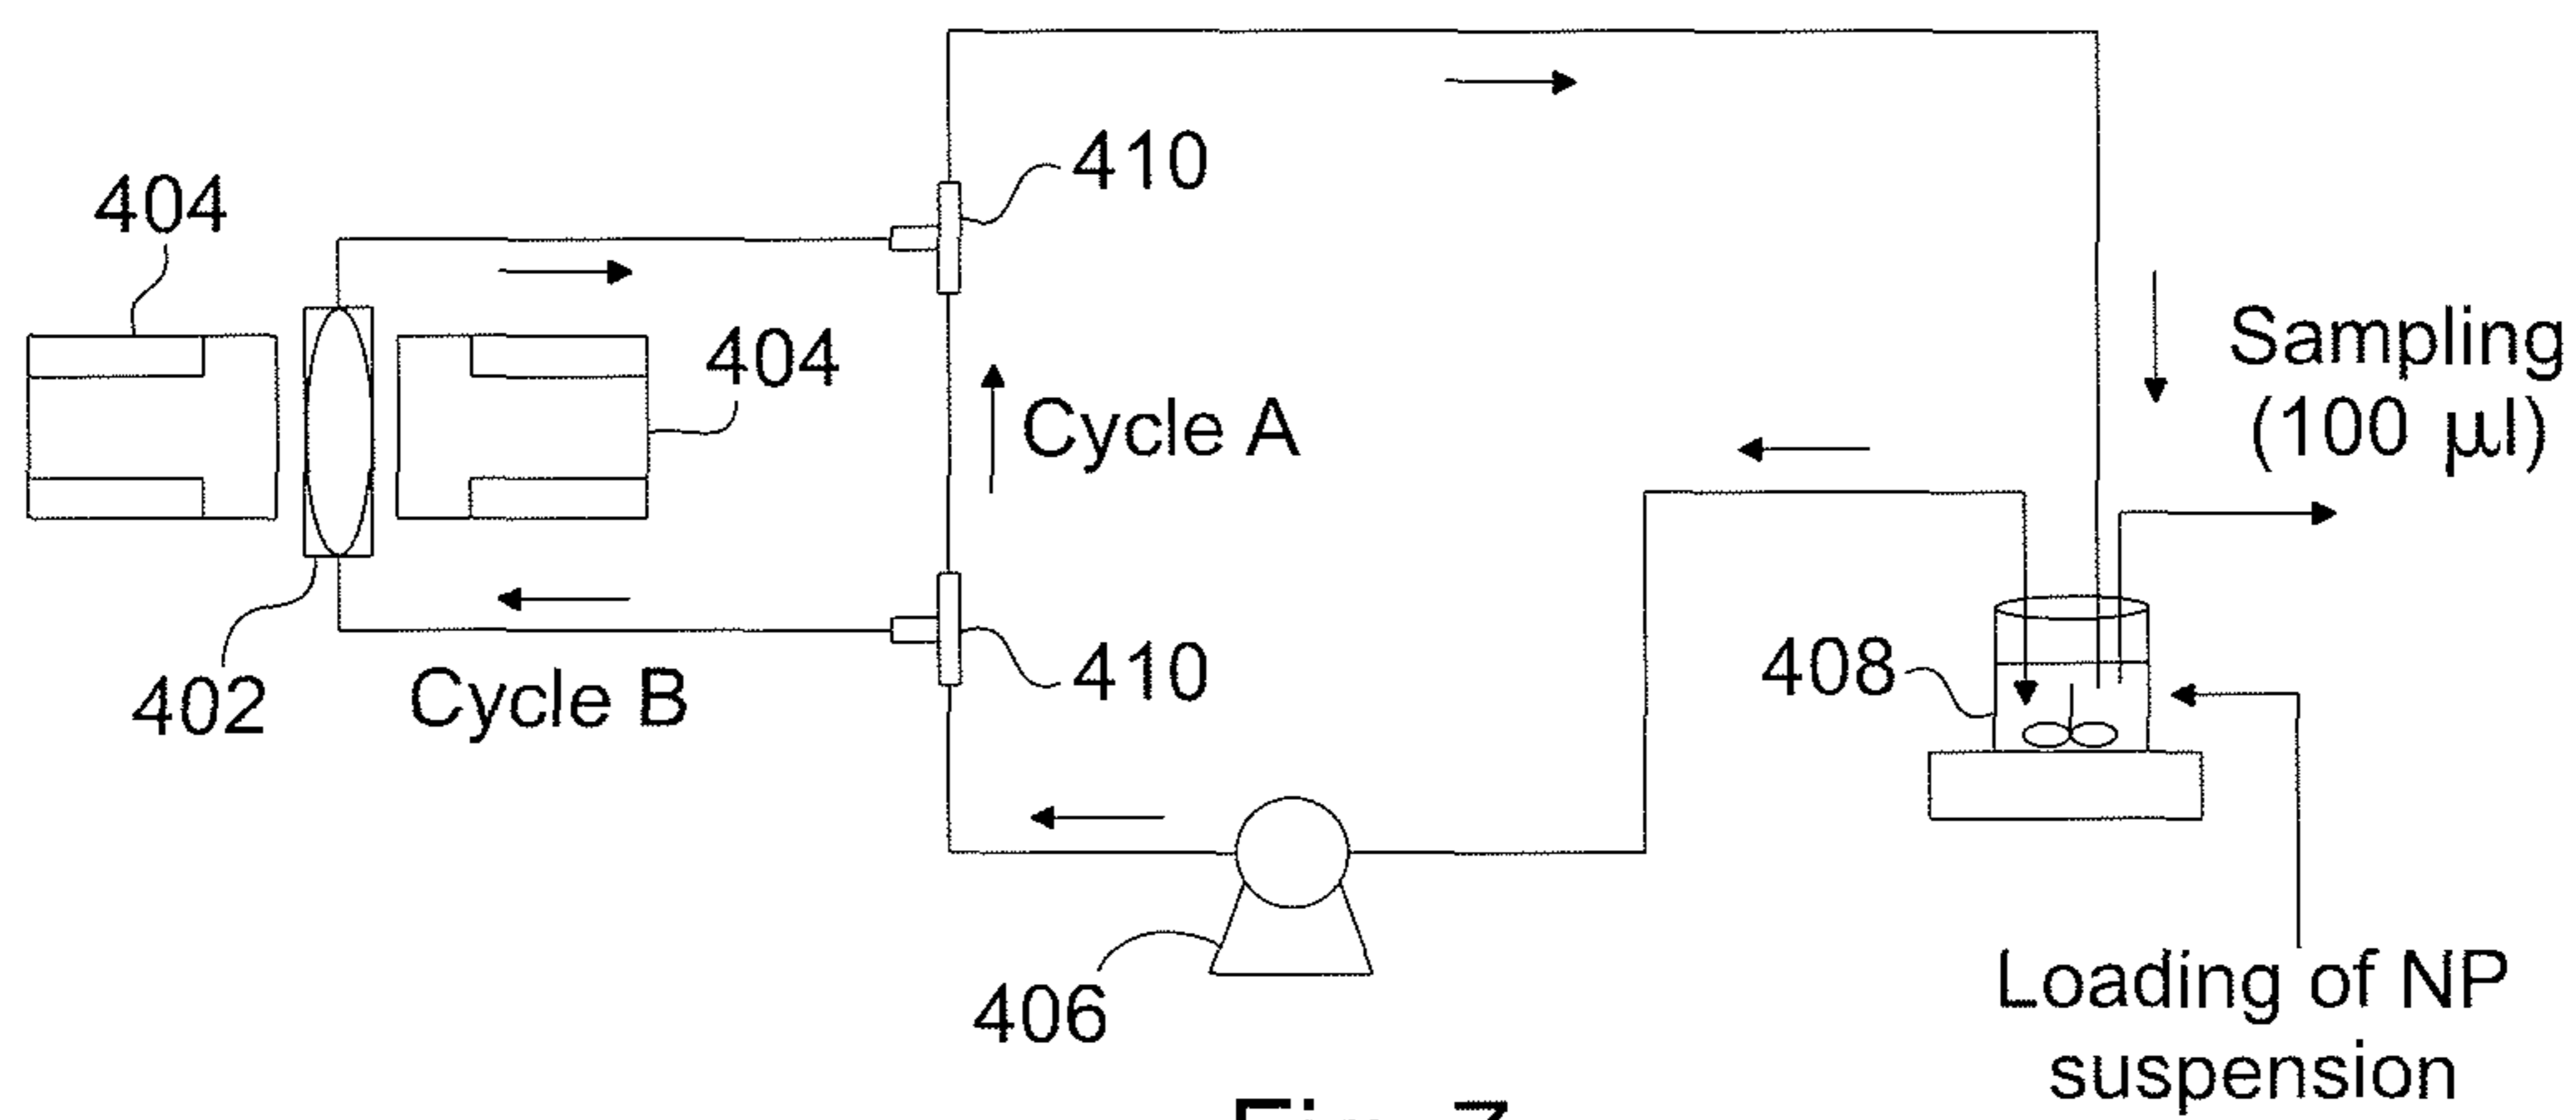 410
404
404
Sampling
(100 µl)
Cycle A
402
Cycle B
410
408
406
Loading of NP
suspension